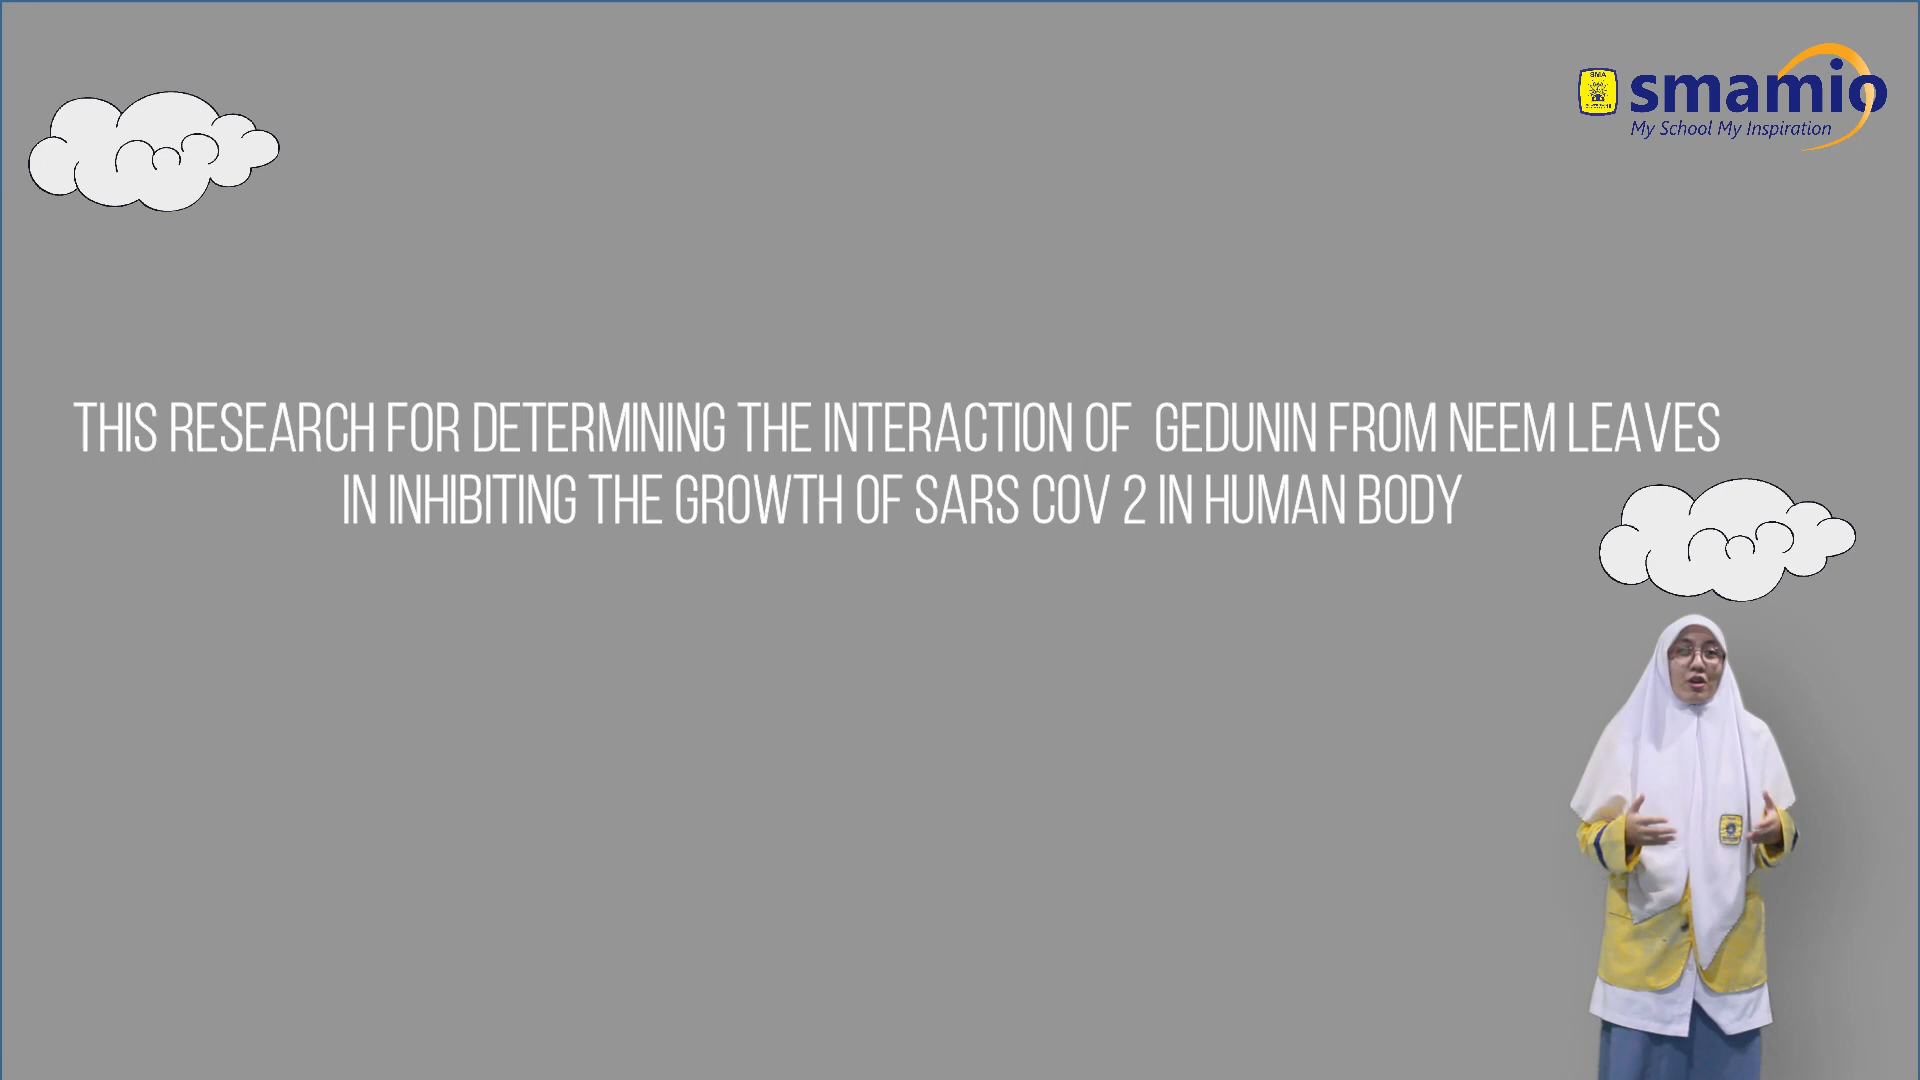 SMA
smamio
My School My Inspiration
THIS RESEARCH FOR DETERMINING THE INTERACTION OF GEDUNIN FROM NEEM LEAVES
IN INHIBITING THE GROWTH OF SARS COV 2 IN HUMAN BODY